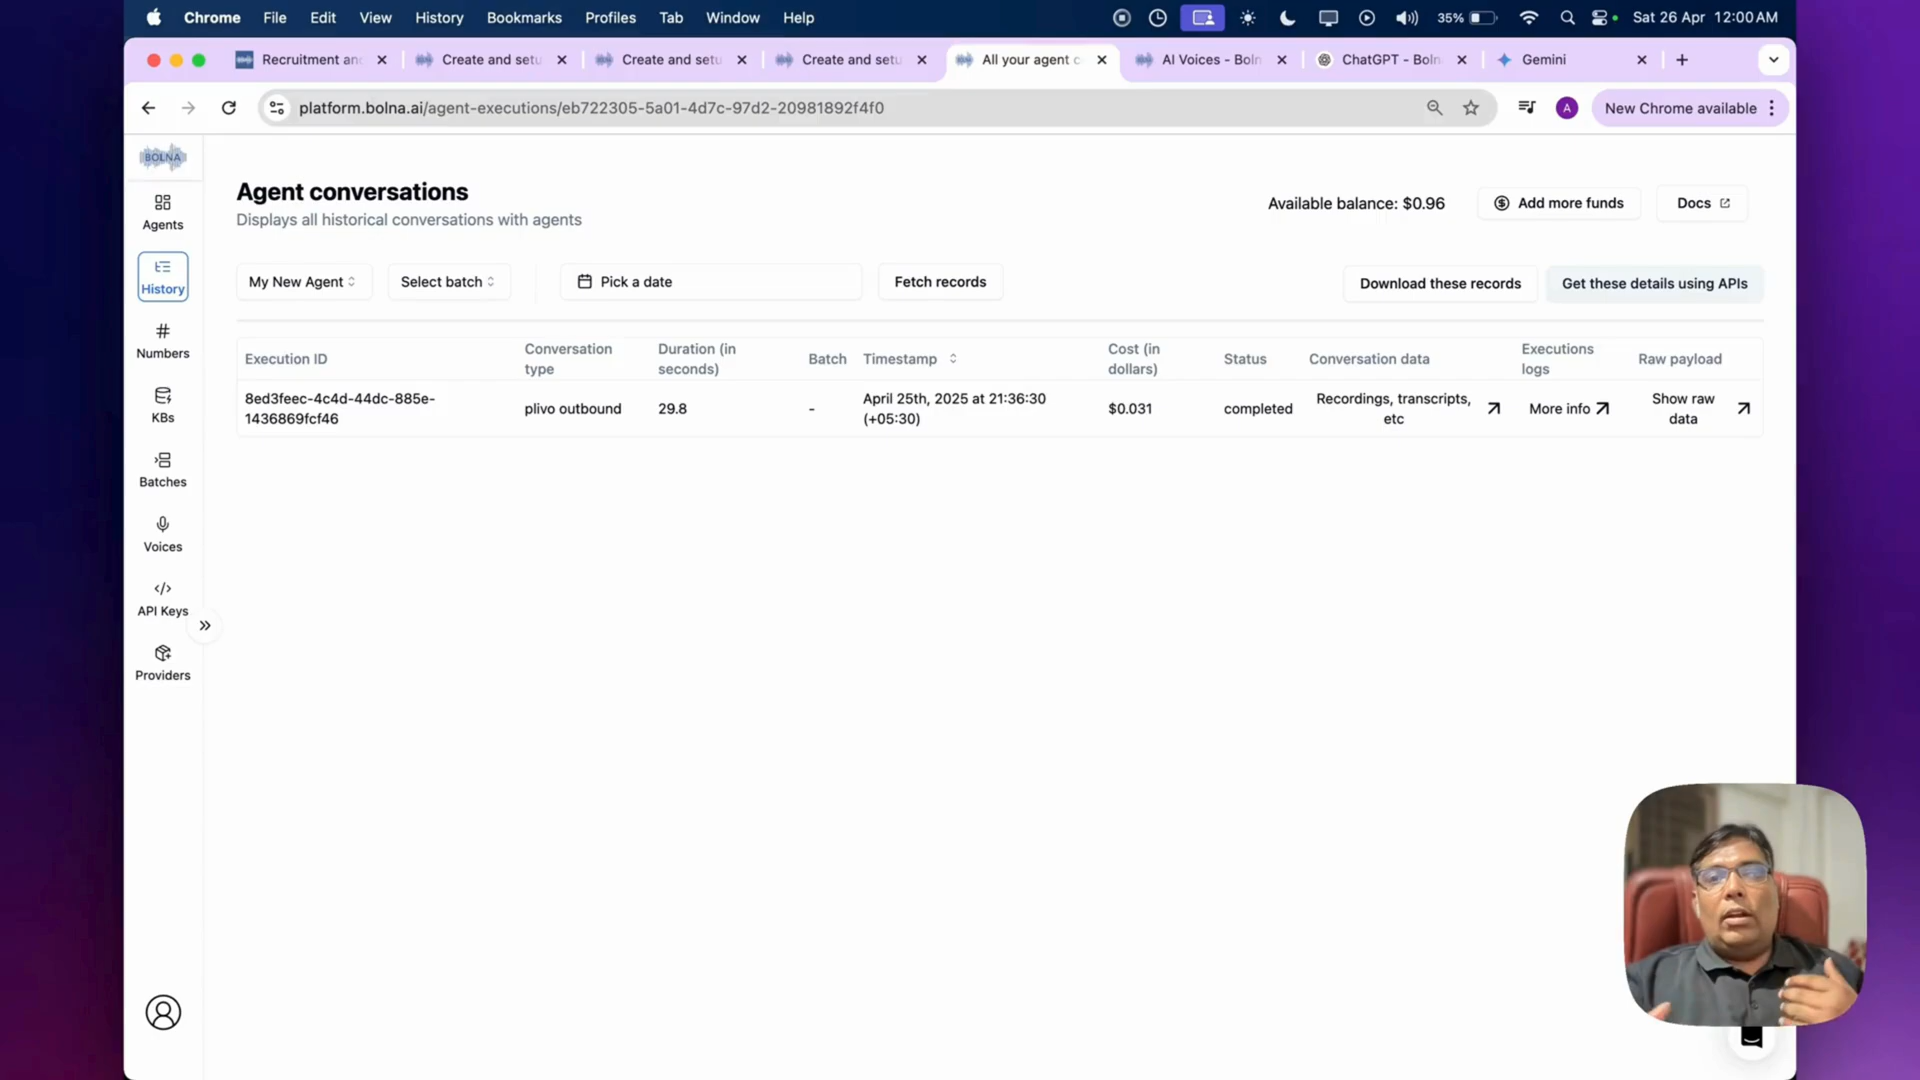 Chrome File Edit View History Bookmarks Profiles Tab Window Help 35% Sat 26 Apr 12:00 AM
Recruitment an Create and setu Create and setu Create and setu All your agent c AI Voices - Boln ChatGPT - Boln Gemini
platform.bolna.ai/agent-executions/eb722305-5a01-4d7c-97d2-20981892f4f0 A New Chrome available
BOLNA
Agents
History
Numbers
KBs
Batches
Voices
API Keys
Providers
Agent conversations
Displays all historical conversations with agents
Available balance: $0.96 Add more funds Docs
My New Agent Select batch Pick a date Fetch records Download these records Get these details using APIs
Execution ID Conversation type Duration (in seconds) Batch Timestamp Cost (in dollars) Status Conversation data Executions logs Raw payload
8ed3feec-4c4d-44dc-885e-1436869fcf46 plivo outbound 29.8 - April 25th, 2025 at 21:36:30 (+05:30) $0.031 completed Recordings, transcripts, etc More info Show raw data